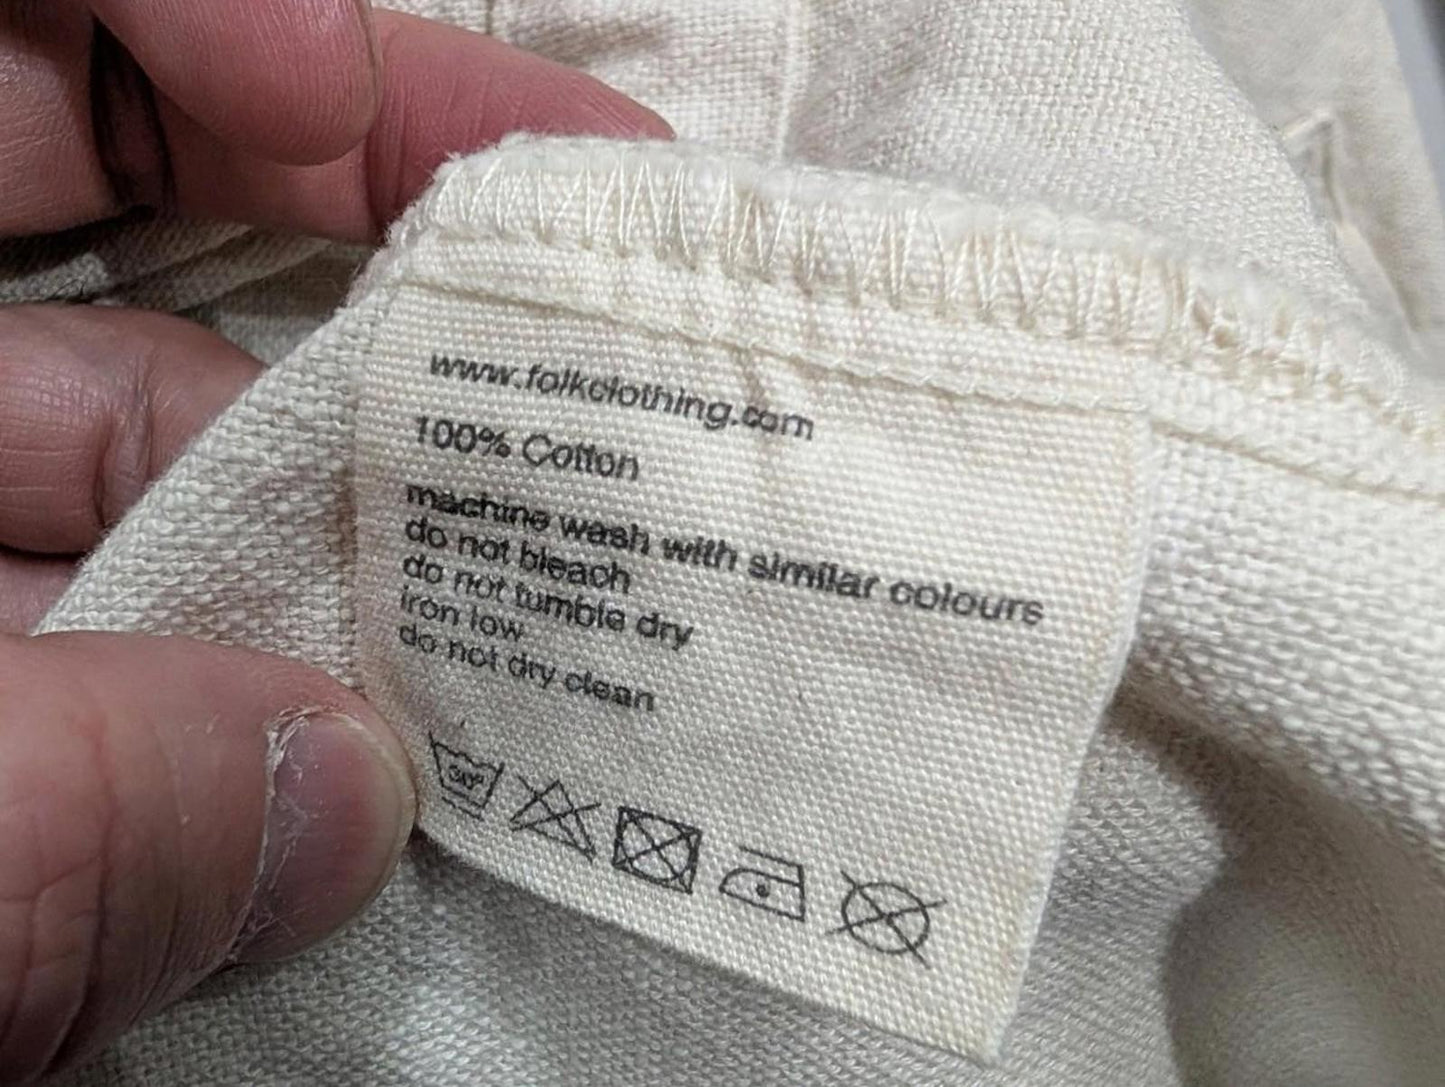 www.folkclothing.com
100% Cotton
machine wash with similar colours
do not bleach
do not tumble dry
iron low
do not dry clean
30°